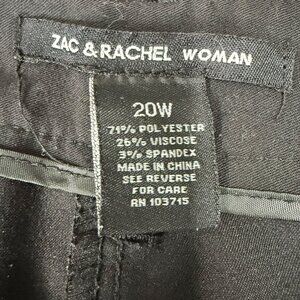 ZAC & RACHEL WOMAN
20W
71% POLYESTER
26% VISCOSE
3% SPANDEX
MADE IN CHINA
SEE REVERSE
FOR CARE
RN 103715